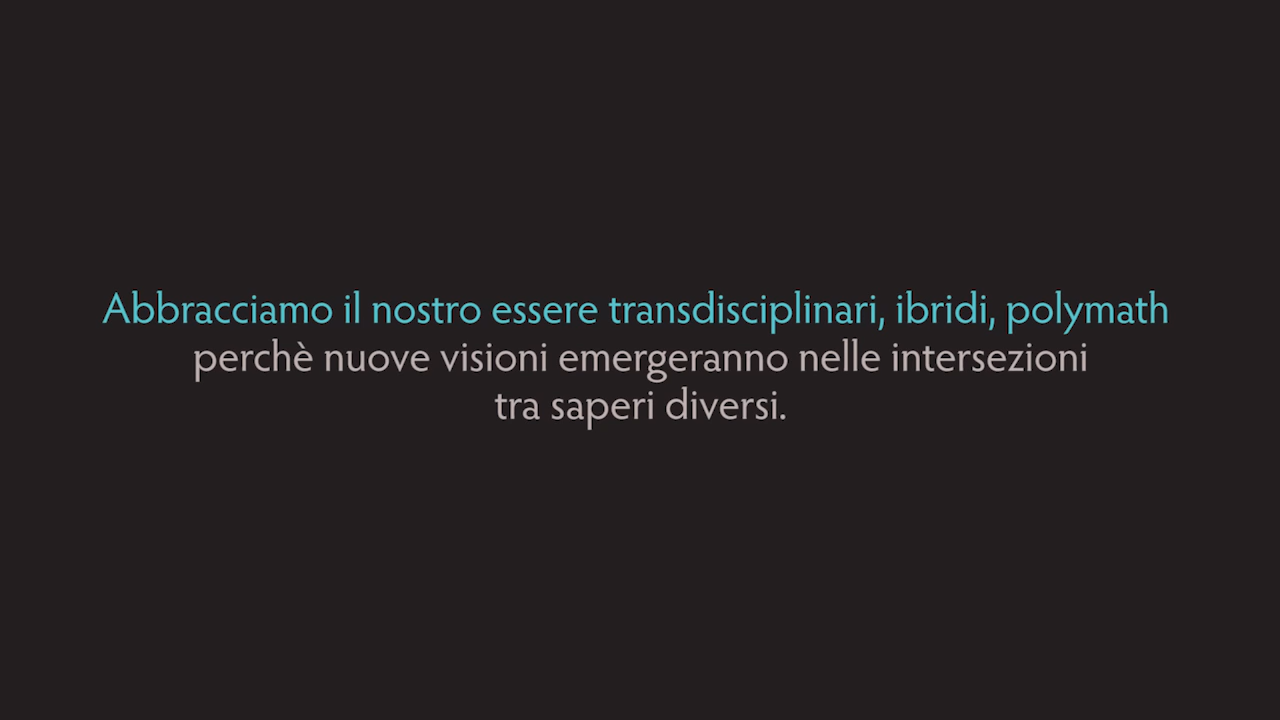 Abbracciamo il nostro essere transdisciplinari, ibridi, polymath
perchè nuove visioni emergeranno nelle intersezioni
tra saperi diversi.